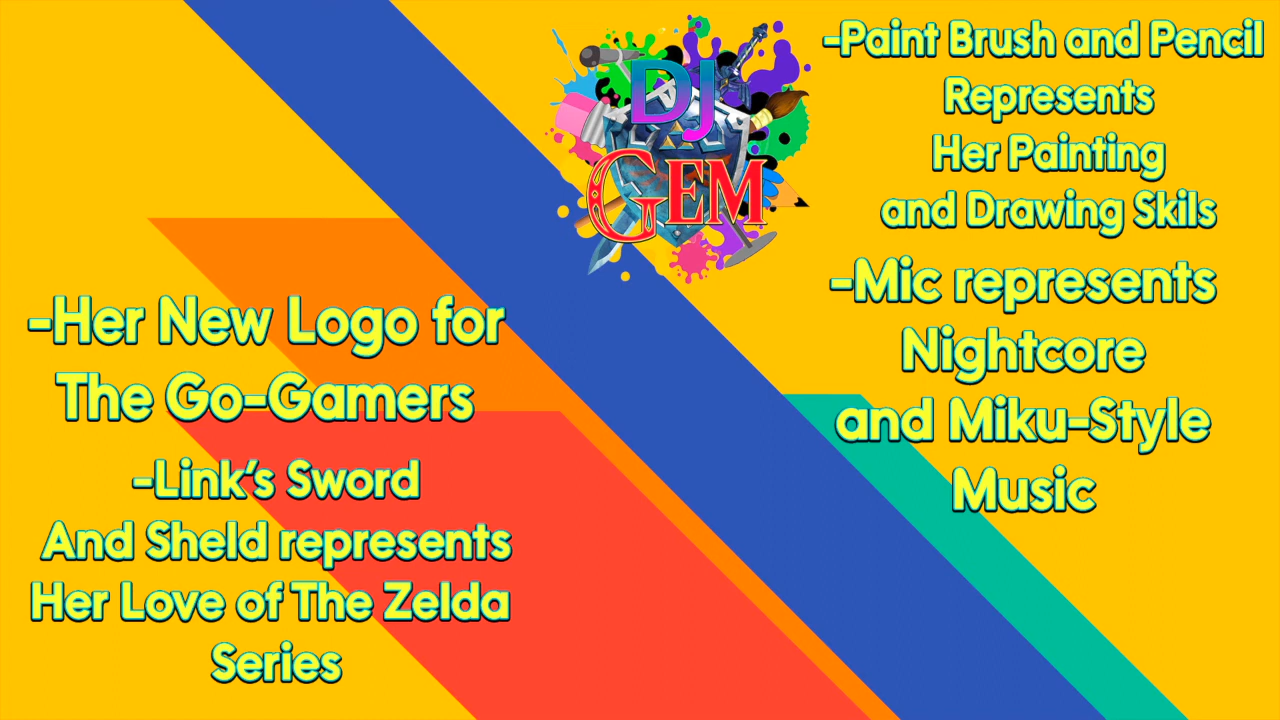 DJ
GEM
-Her New Logo for
The Go-Gamers
-Link's Sword
And Sheld represents
Her Love of The Zelda
Series
-Paint Brush and Pencil
Represents
Her Painting
and Drawing Skils
-Mic represents
Nightcore
and Miku-Style
Music